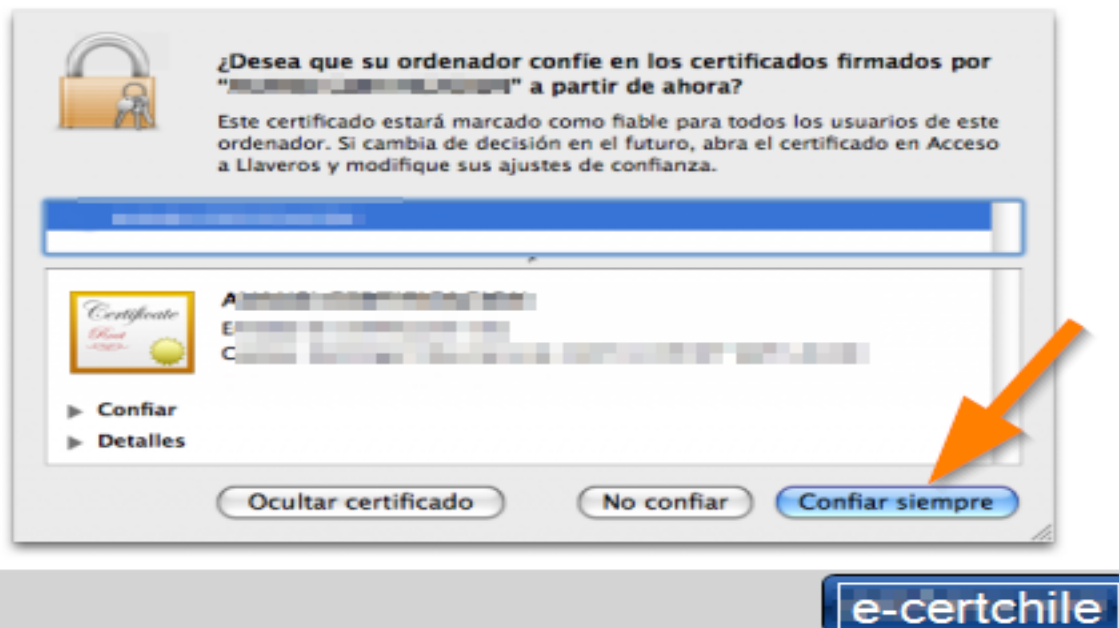 ¿Desea que su ordenador confíe en los certificados firmados por
" " a partir de ahora?
Este certificado estará marcado como fiable para todos los usuarios de este
ordenador. Si cambia de decisión en el futuro, abra el certificado en Acceso
a Llaveros y modifique sus ajustes de confianza.
Certificate
Root
Confiar
Detalles
Ocultar certificado
No confiar
Confiar siempre
e-certchile